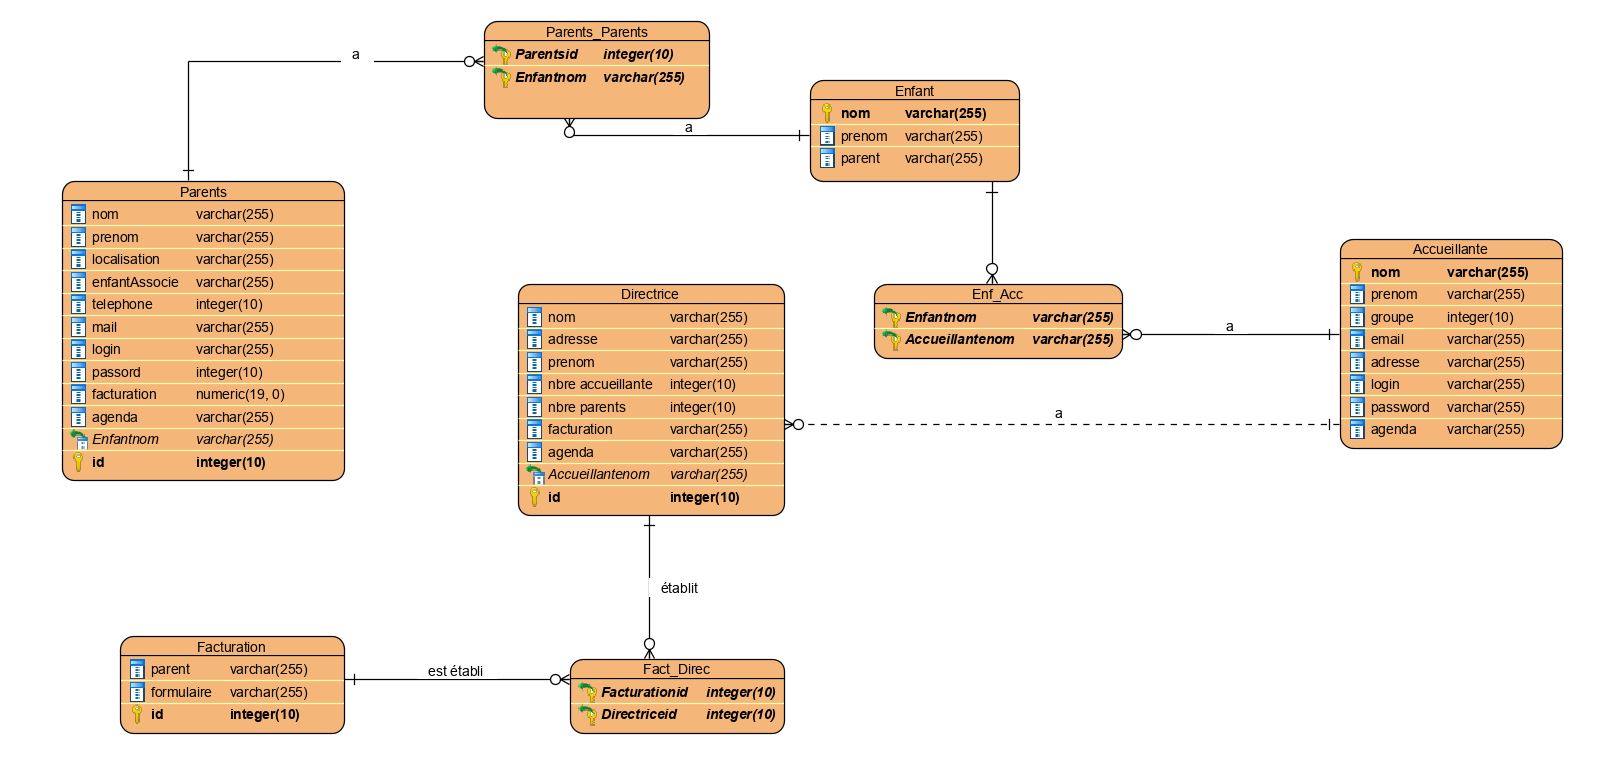 Parents_Parents
Parentsid integer(10)
Enfantnom varchar(255)
a
a
Enfant
nom varchar(255)
prenom varchar(255)
parent varchar(255)
Parents
nom varchar(255)
prenom varchar(255)
localisation varchar(255)
enfantAssocie varchar(255)
telephone integer(10)
mail varchar(255)
login varchar(255)
passord integer(10)
facturation numeric(19, 0)
agenda varchar(255)
Enfantnom varchar(255)
id integer(10)
Directrice
nom varchar(255)
adresse varchar(255)
prenom varchar(255)
nbre accueillante integer(10)
nbre parents integer(10)
facturation varchar(255)
agenda varchar(255)
Accueillantenom varchar(255)
id integer(10)
Enf_Acc
Enfantnom varchar(255)
Accueillantenom varchar(255)
a
a
Accueillante
nom varchar(255)
prenom varchar(255)
groupe integer(10)
email varchar(255)
adresse varchar(255)
login varchar(255)
password varchar(255)
agenda varchar(255)
établit
Facturation
parent varchar(255)
formulaire varchar(255)
id integer(10)
est établi
Fact_Direc
Facturationid integer(10)
Directriceid integer(10)